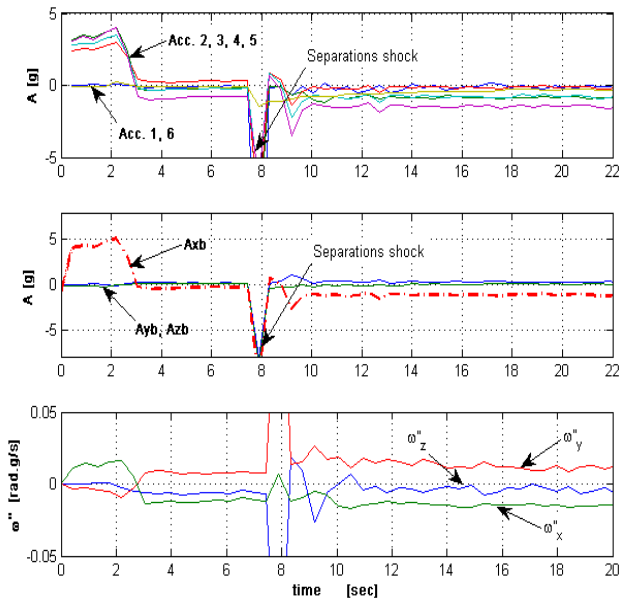 A [g]
5
0
-5
Acc. 2, 3, 4, 5
Separations shock
Acc. 1, 6
0 2 4 6 8 10 12 14 16 18 20 22
A [g]
5
0
-5
Axb
Separations shock
Ayb, Azb
0 2 4 6 8 10 12 14 16 18 20 22
ω" [rad.g/s]
0.05
0
-0.05
ω"z
ω"y
ω"x
0 2 4 6 8 10 12 14 16 18 20
time [sec]